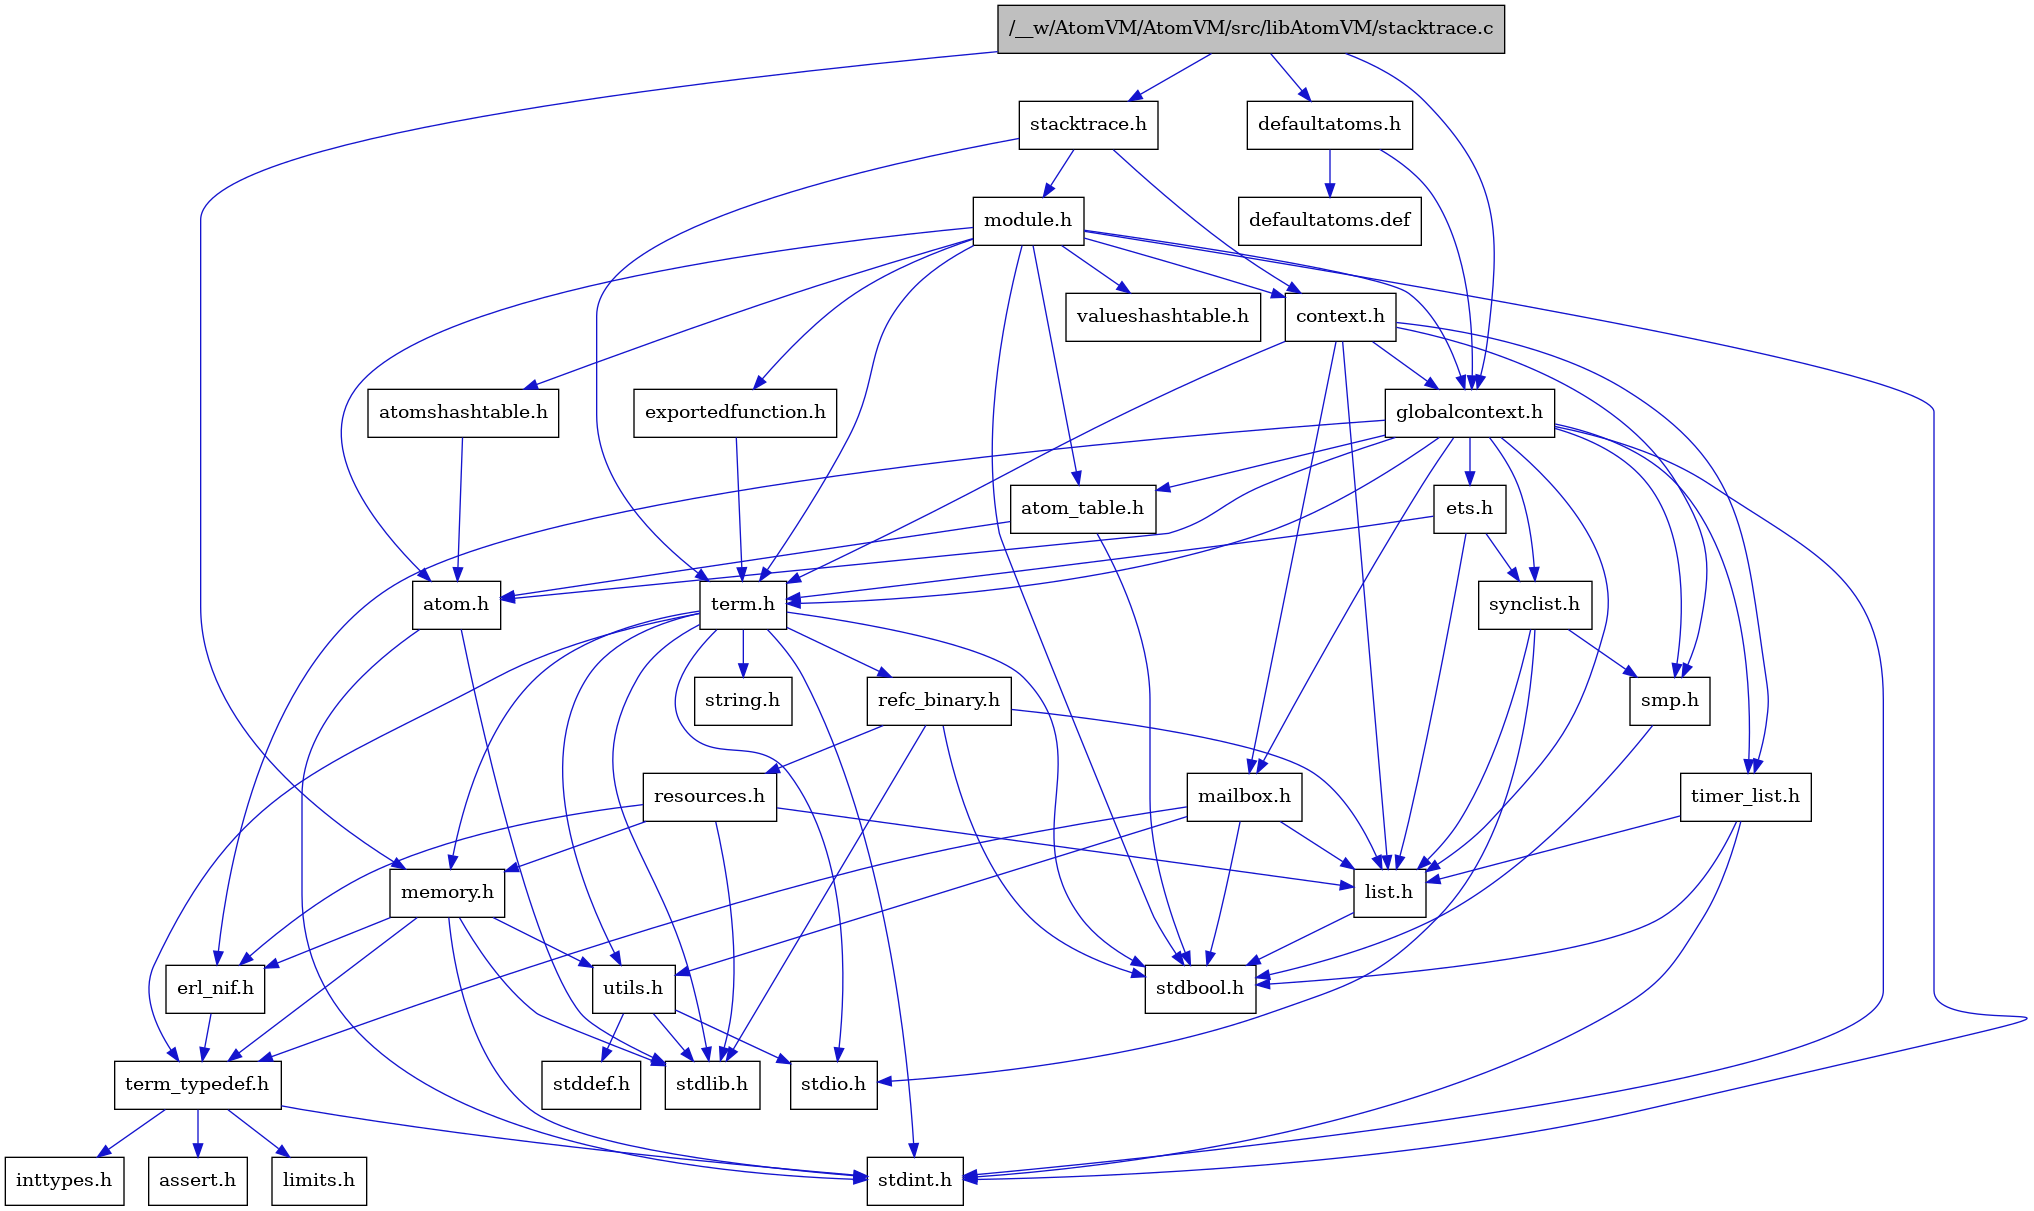 /__w/AtomVM/AtomVM/src/libAtomVM/stacktrace.c
stacktrace.h
defaultatoms.h
module.h
defaultatoms.def
valueshashtable.h
context.h
atomshashtable.h
exportedfunction.h
globalcontext.h
atom_table.h
ets.h
atom.h
term.h
synclist.h
string.h
refc_binary.h
smp.h
resources.h
mailbox.h
timer_list.h
memory.h
list.h
erl_nif.h
utils.h
stdbool.h
term_typedef.h
stddef.h
stdlib.h
stdio.h
inttypes.h
assert.h
limits.h
stdint.h